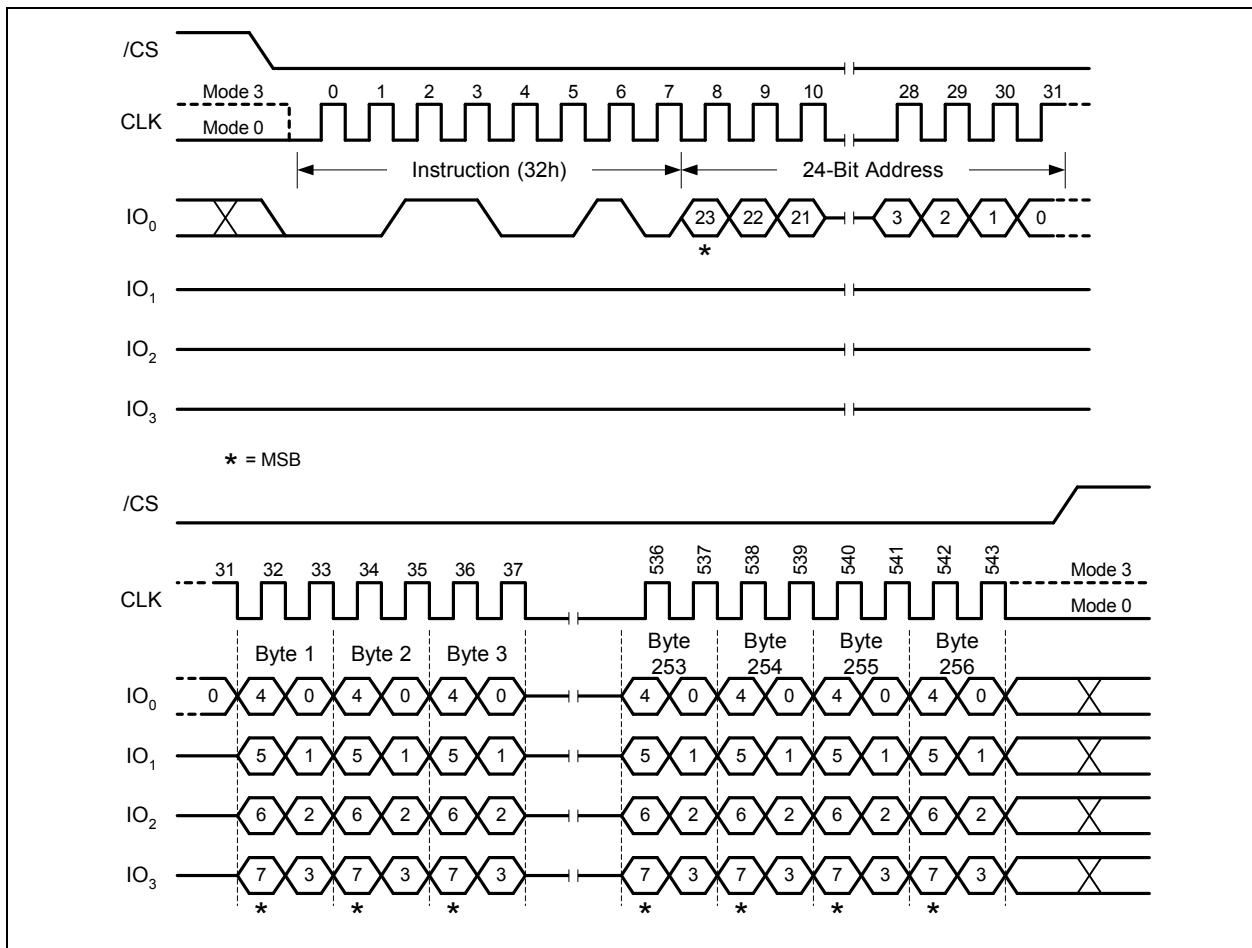 /CS
Mode 3 0 1 2 3 4 5 6 7 8 9 10 28 29 30 31
CLK
Mode 0
Instruction (32h) 24-Bit Address
IO0 23 22 21 3 2 1 0
*
IO1
IO2
IO3
* = MSB
/CS
31 32 33 34 35 36 37 536 537 538 539 540 541 542 543 Mode 3
CLK
Mode 0
Byte 1 Byte 2 Byte 3 Byte 253 Byte 254 Byte 255 Byte 256
IO0 0 4 0 4 0 4 0 4 0 4 0 4 0 4 0
IO1 5 1 5 1 5 1 5 1 5 1 5 1 5 1
IO2 6 2 6 2 6 2 6 2 6 2 6 2 6 2
IO3 7 3 7 3 7 3 7 3 7 3 7 3 7 3
* * * * * * *